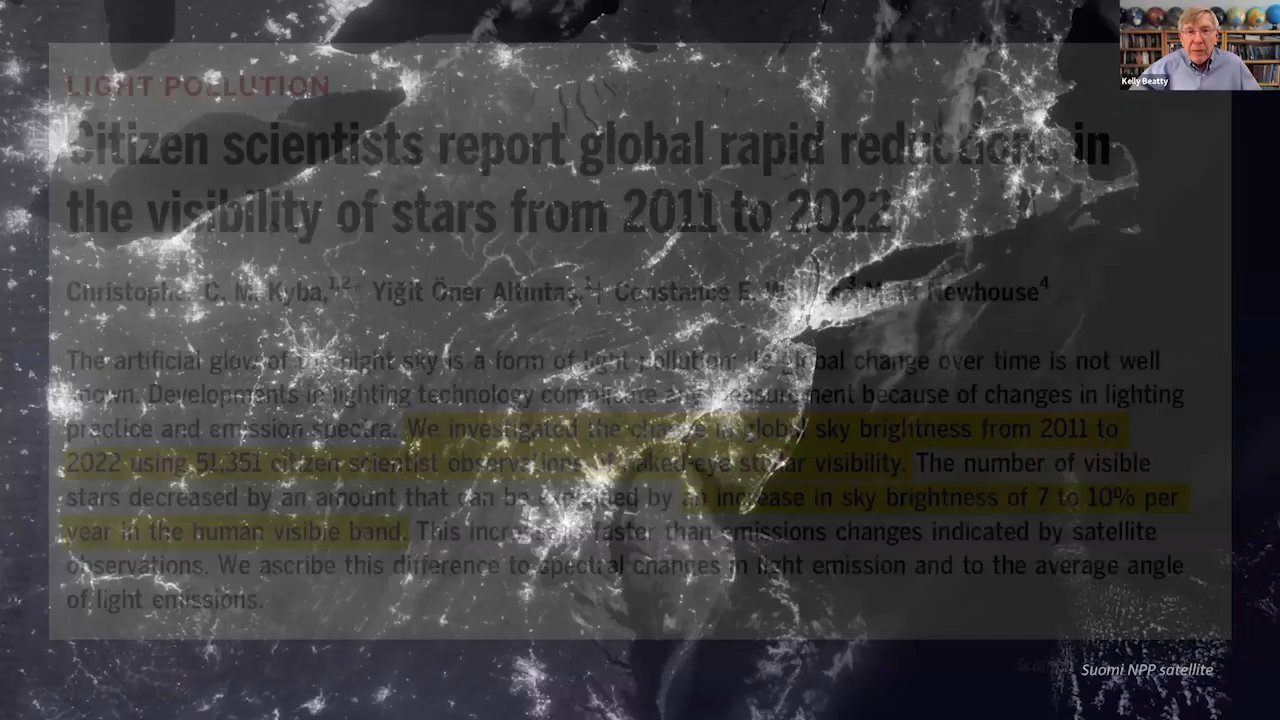 Kelly Beatty
LIGHT POLLUTION
Citizen scientists report global rapid reductions in
the visibility of stars from 2011 to 2022
Christopher C. M. Kyba,1,2* Yiğit Öner Altıntaş,1† Constance E. 3 Newhouse4
The artificial glow of the night sky is a form of light pollution; its global change over time is not well
known. Developments in lighting technology complicate any measurement because of changes in lighting
practice and emission spectra. We investigated the change in global sky brightness from 2011 to
2022 using 51,351 citizen scientist observations of naked-eye stellar visibility. The number of visible
stars decreased by an amount that can be explained by an increase in sky brightness of 7 to 10% per
year in the human visible band. This increase is faster than emissions changes indicated by satellite
observations. We ascribe this difference to spectral changes in light emission and to the average angle
of light emissions.
Suomi NPP satellite